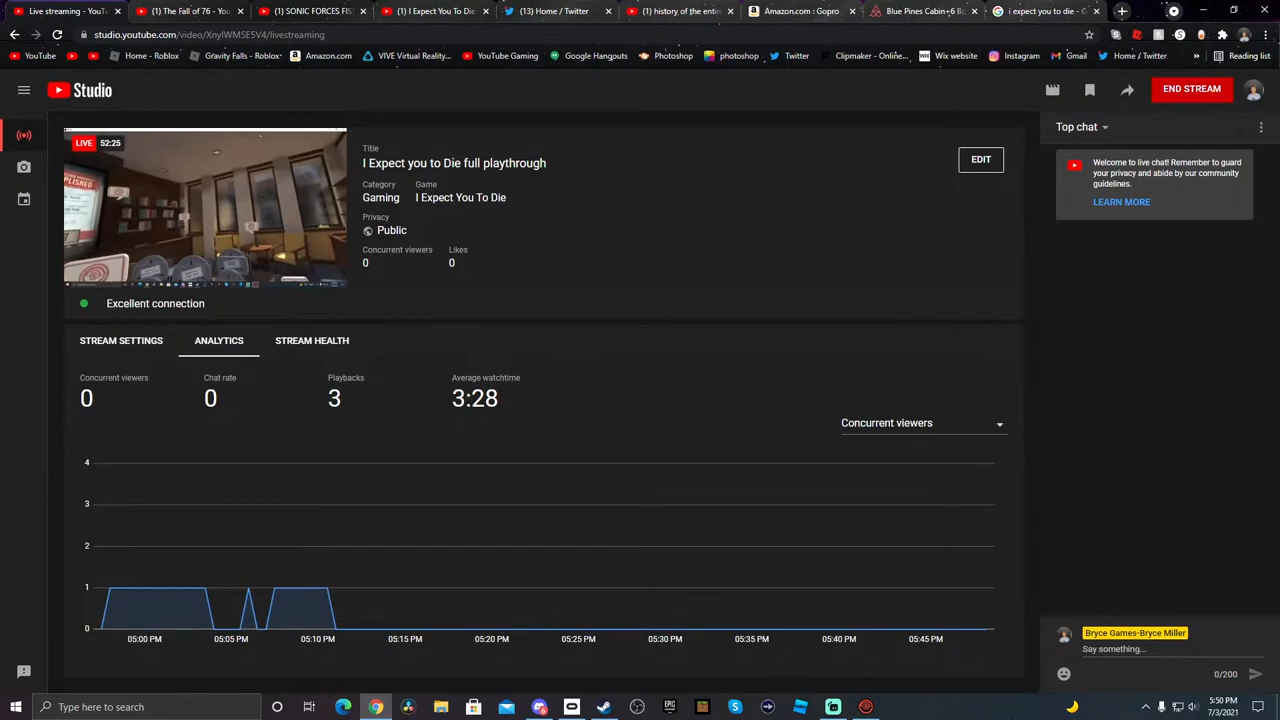 Live streaming - YouTube
The Fall of 76 - You
SONIC FORCES FIS
(1) I Expect You To Die
(13) Home / Twitter
(1) history of the entire
Amazon.com : Gopro
Blue Pines Cabin+6 b
i expect you to die - G
studio.youtube.com/video/XnyIWMSE5V4/livestreaming
YouTube
Home - Roblox
Gravity Falls - Roblox
Amazon.com
VIVE Virtual Reality...
YouTube Gaming
Google Hangouts
Photoshop
photoshop
Twitter
Clipmaker - Online...
Wix website
Instagram
Gmail
Home / Twitter
»
Reading list
Studio
END STREAM
LIVE 52:25
PLISHED
Title
I Expect you to Die full playthrough
EDIT
Category Game
Gaming I Expect You To Die
Privacy
Public
Concurrent viewers Likes
0 0
Excellent connection
STREAM SETTINGS ANALYTICS STREAM HEALTH
Concurrent viewers Chat rate Playbacks Average watchtime
0 0 3 3:28
Concurrent viewers
4
3
2
1
0
05:00 PM 05:05 PM 05:10 PM 05:15 PM 05:20 PM 05:25 PM 05:30 PM 05:35 PM 05:40 PM 05:45 PM
Top chat
Welcome to live chat! Remember to guard
your privacy and abide by our community
guidelines.
LEARN MORE
Bryce Games-Bryce Miller
Say something...
0/200
Type here to search
EPIC
5:50 PM
7/3/2021